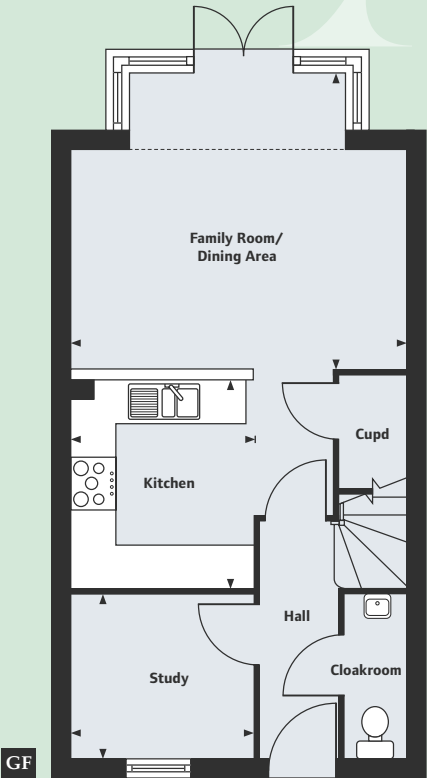 Family Room/
Dining Area
Cupd
Kitchen
Hall
Study
Cloakroom
GF